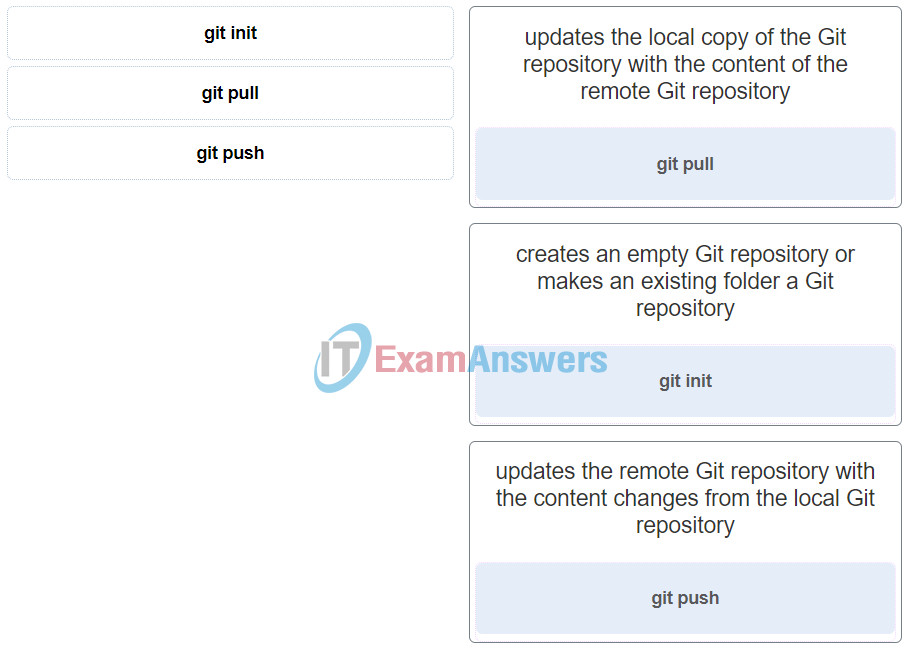 git init
git pull
git push
updates the local copy of the Git
repository with the content of the
remote Git repository
git pull
creates an empty Git repository or
makes an existing folder a Git
repository
git init
updates the remote Git repository with
the content changes from the local Git
repository
git push
IT ExamAnswers